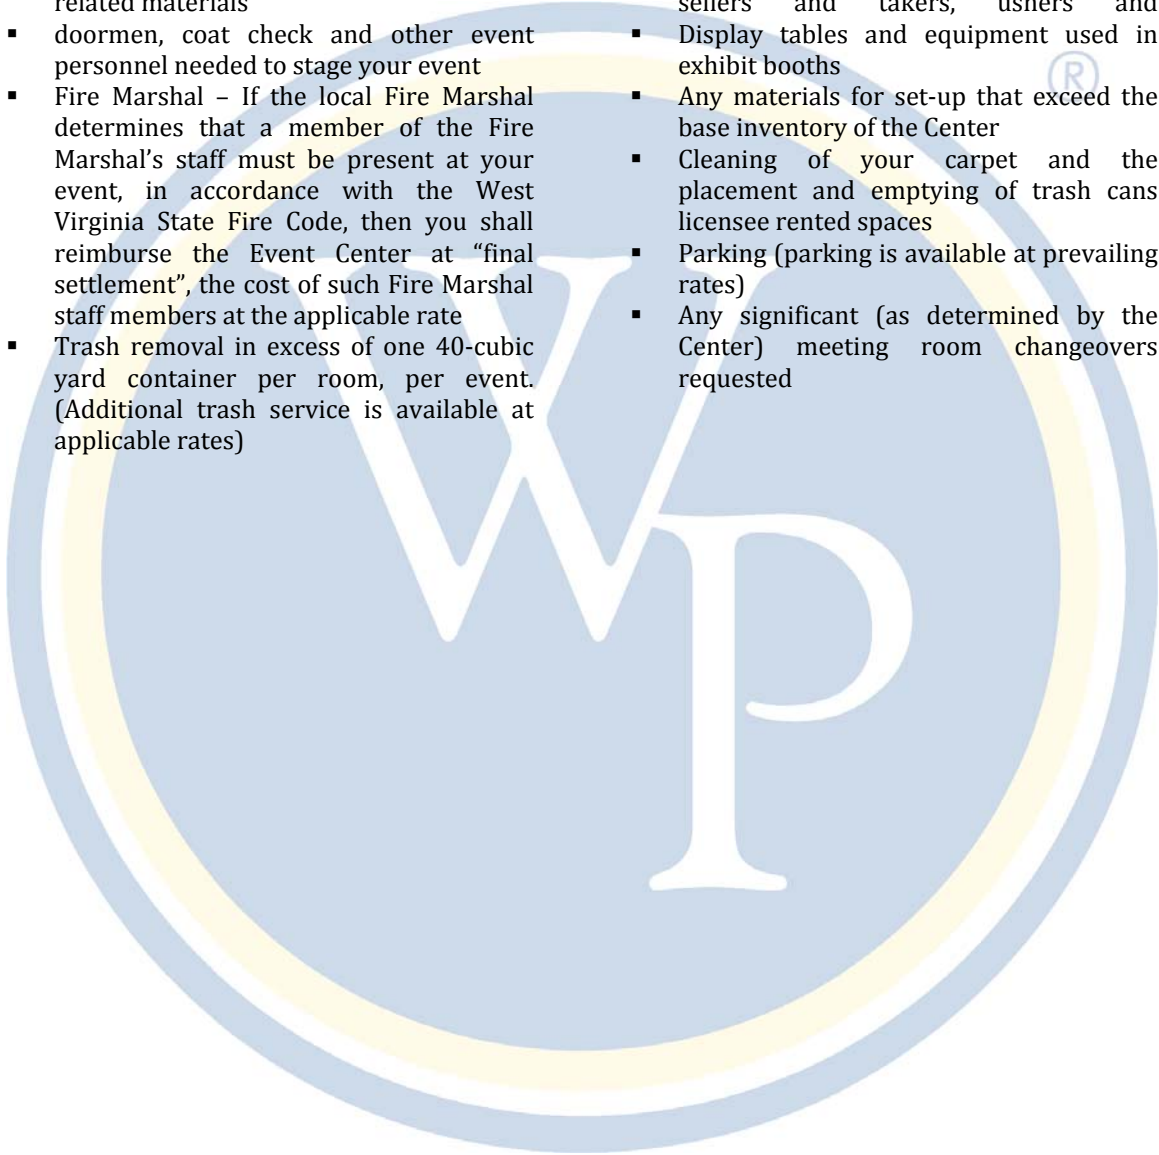 related materials
▪ doormen, coat check and other event
personnel needed to stage your event
▪ Fire Marshal – If the local Fire Marshal
determines that a member of the Fire
Marshal’s staff must be present at your
event, in accordance with the West
Virginia State Fire Code, then you shall
reimburse the Event Center at “final
settlement”, the cost of such Fire Marshal
staff members at the applicable rate
▪ Trash removal in excess of one 40-cubic
yard container per room, per event.
(Additional trash service is available at
applicable rates)
sellers and takers, ushers and
▪ Display tables and equipment used in
exhibit booths
▪ Any materials for set-up that exceed the
base inventory of the Center
▪ Cleaning of your carpet and the
placement and emptying of trash cans
licensee rented spaces
▪ Parking (parking is available at prevailing
rates)
▪ Any significant (as determined by the
Center) meeting room changeovers
requested
WP
®